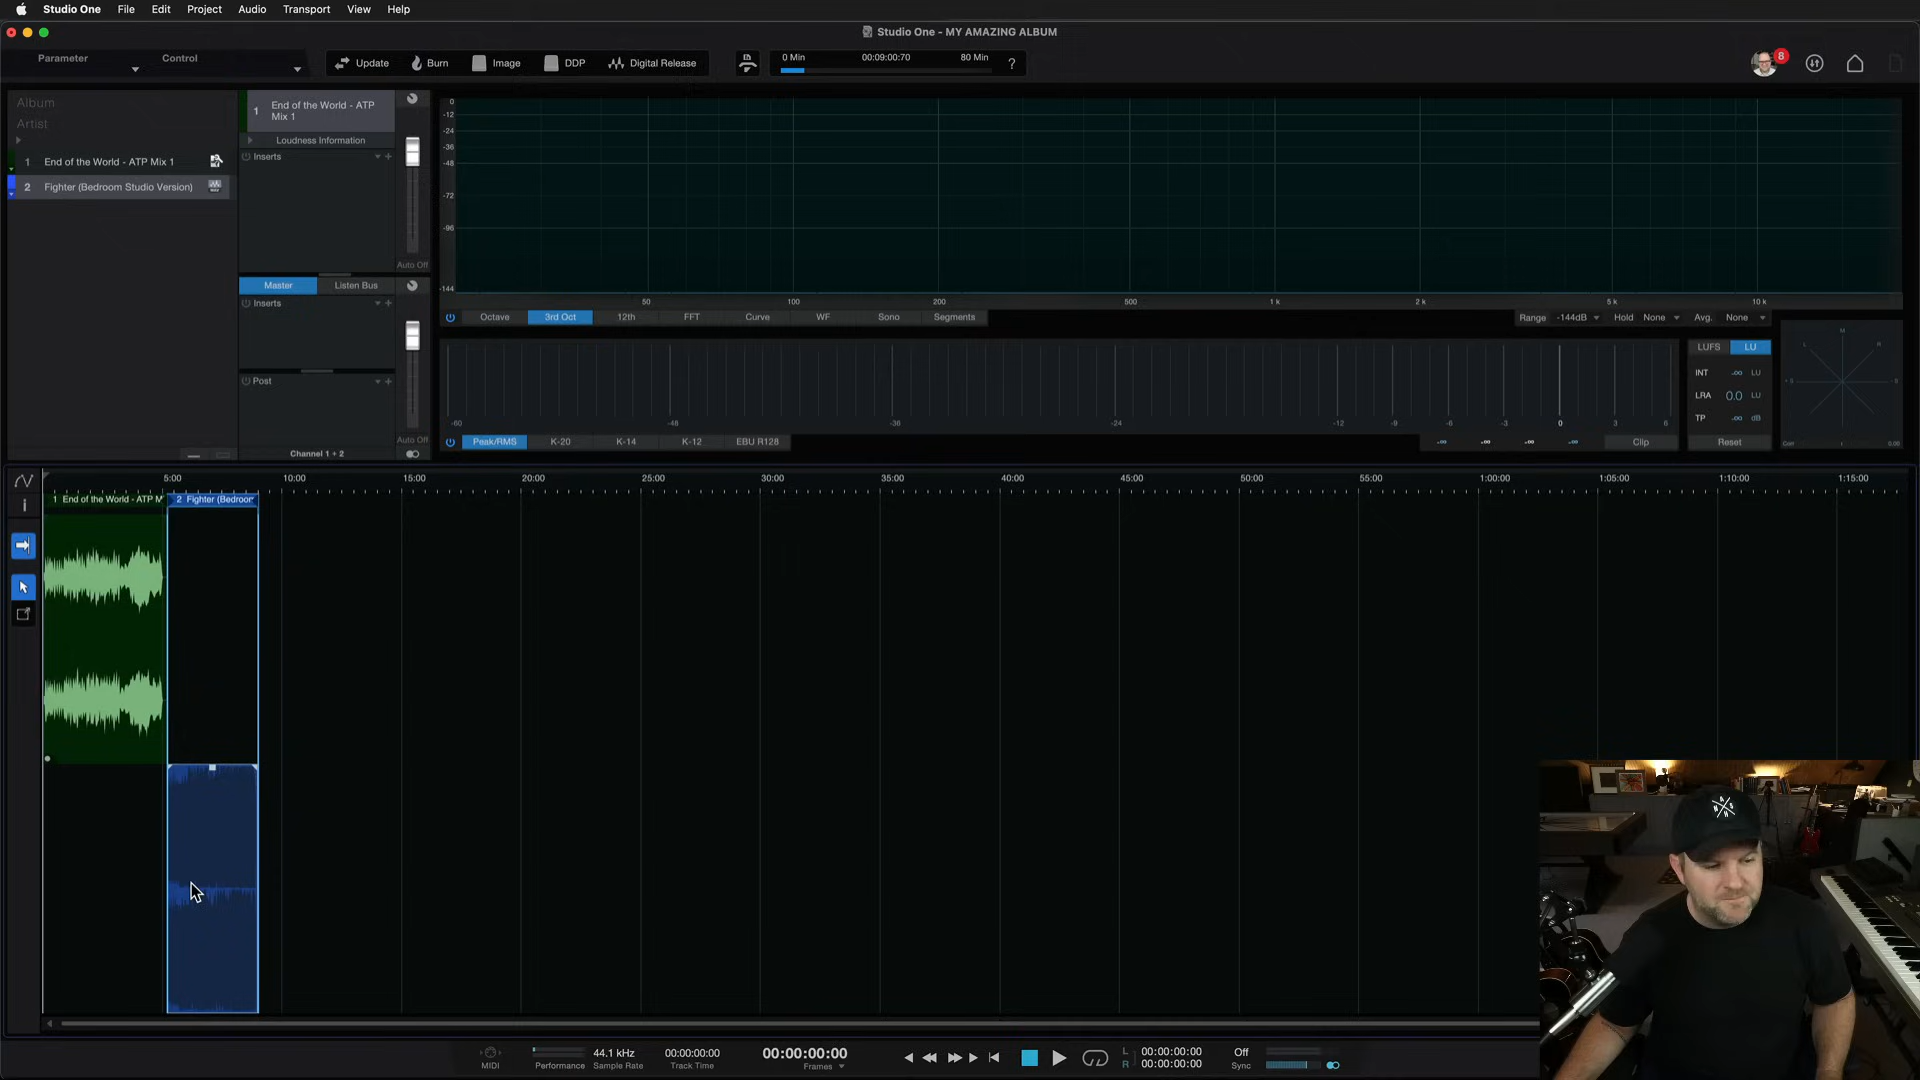 Studio One File Edit Project Audio Transport View Help
Studio One - MY AMAZING ALBUM
Parameter Control Update Burn Image DDP Digital Release 0 Min 00:09:00:70 80 Min ? 8
Album
Artist
1 End of the World - ATP Mix 1
2 Fighter (Bedroom Studio Version)
1 End of the World - ATP
Mix 1
Loudness Information
Inserts
Auto Off
Master Listen Bus
Inserts
Post
Auto Off
Channel 1 + 2
0
-12
-24
-36
-48
-72
-96
-144
50 100 200 500 1 k 2 k 5 k 10 k
Octave 3rd Oct 12th FFT Curve WF Sono Segments Range -144dB Hold None Avg. None
-60 -48 -36 -24 -12 -9 -6 -3 0 3 6
Peak/RMS K-20 K-14 K-12 EBU R128 -∞ -∞ -∞ -∞ Clip
LUFS LU
INT -∞ LU
LRA 0.0 LU
TP -∞ dB
Reset
M
L R
+S -S
Corr 0.00
5:00 10:00 15:00 20:00 25:00 30:00 35:00 40:00 45:00 50:00 55:00 1:00:00 1:05:00 1:10:00 1:15:00
1 End of the World - ATP M 2 Fighter (Bedroor
MIDI
Performance
44.1 kHz
Sample Rate
00:00:00:00
Track Time
00:00:00:00
Frames
L 00:00:00:00
R 00:00:00:00
Off
Sync